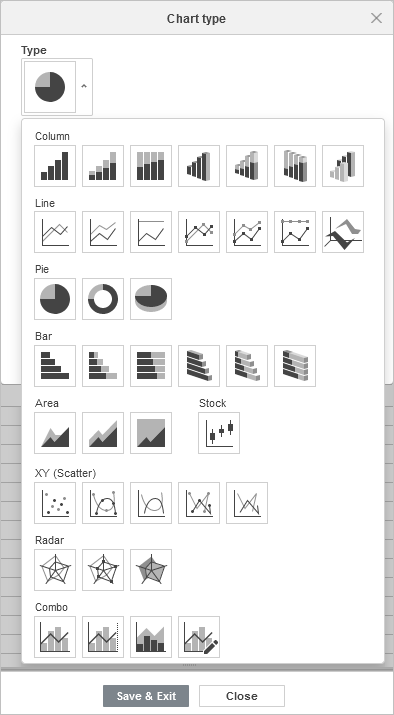 Chart type
Type
Column
Line
Pie
Bar
Area
Stock
XY (Scatter)
Radar
Combo
Save & Exit
Close